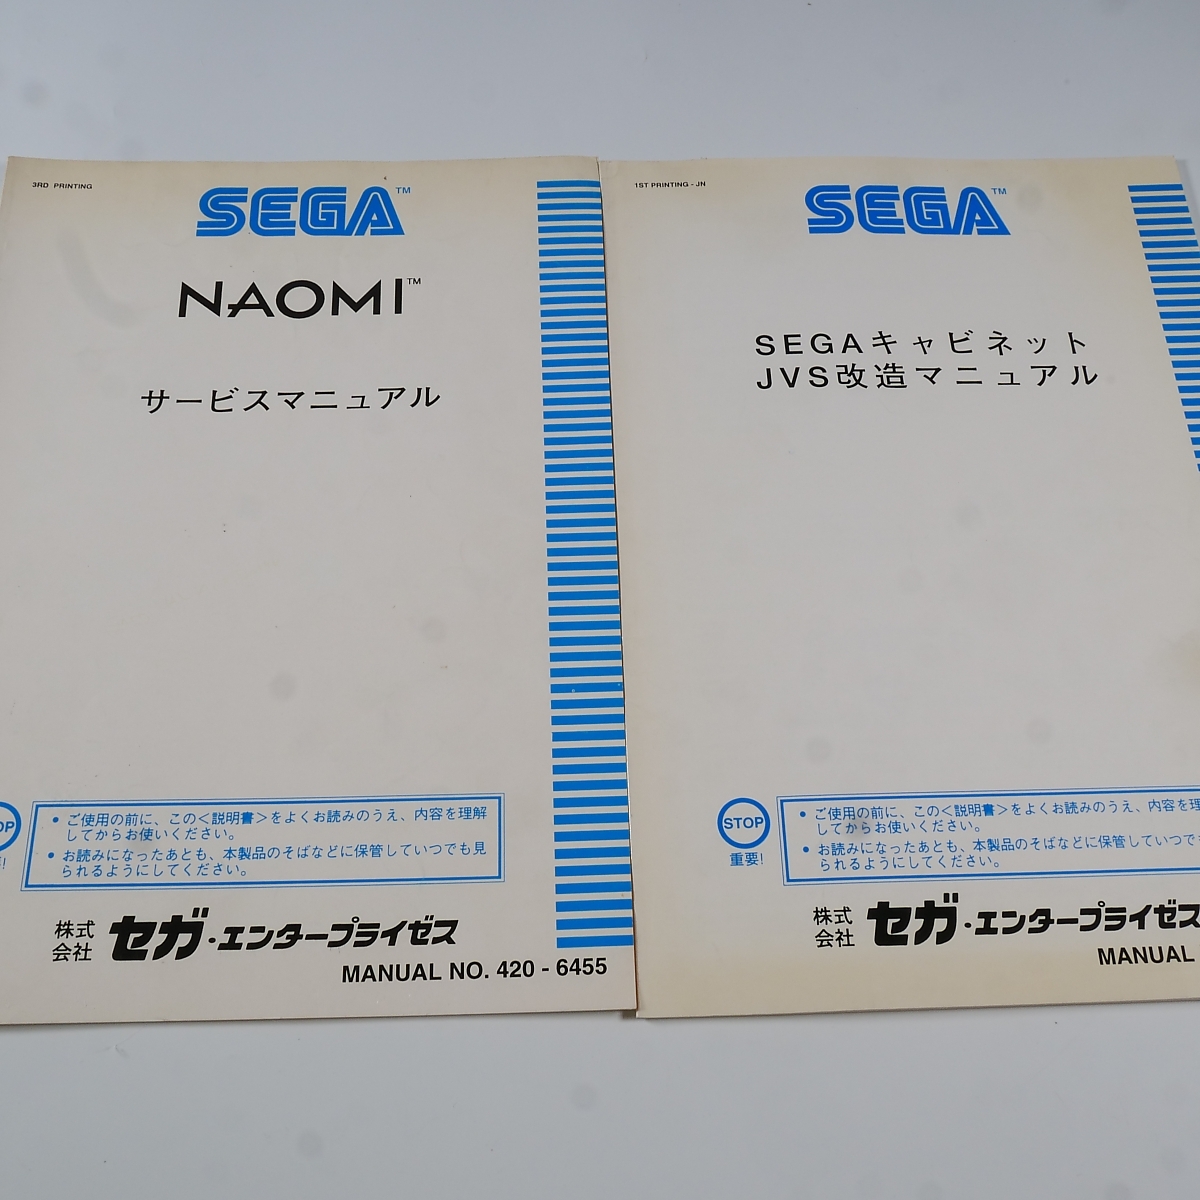 3RD PRINTING
SEGA™
NAOMI™
サービスマニュアル
OP
!
• ご使用の前に、この<説明書>をよくお読みのうえ、内容を理解
してからお使いください。
• お読みになったあとも、本製品のそばなどに保管していつでも見
られるようにしてください。
株式会社 セガ・エンタープライゼス
MANUAL NO. 420 - 6455
1ST PRINTING - JN
SEGA™
SEGAキャビネット
JVS改造マニュアル
STOP
重要!
• ご使用の前に、この<説明書>をよくお読みのうえ、内容を理
してからお使いください。
• お読みになったあとも、本製品のそばなどに保管していつでも
られるようにしてください。
株式会社 セガ・エンタープライゼス
MANUAL